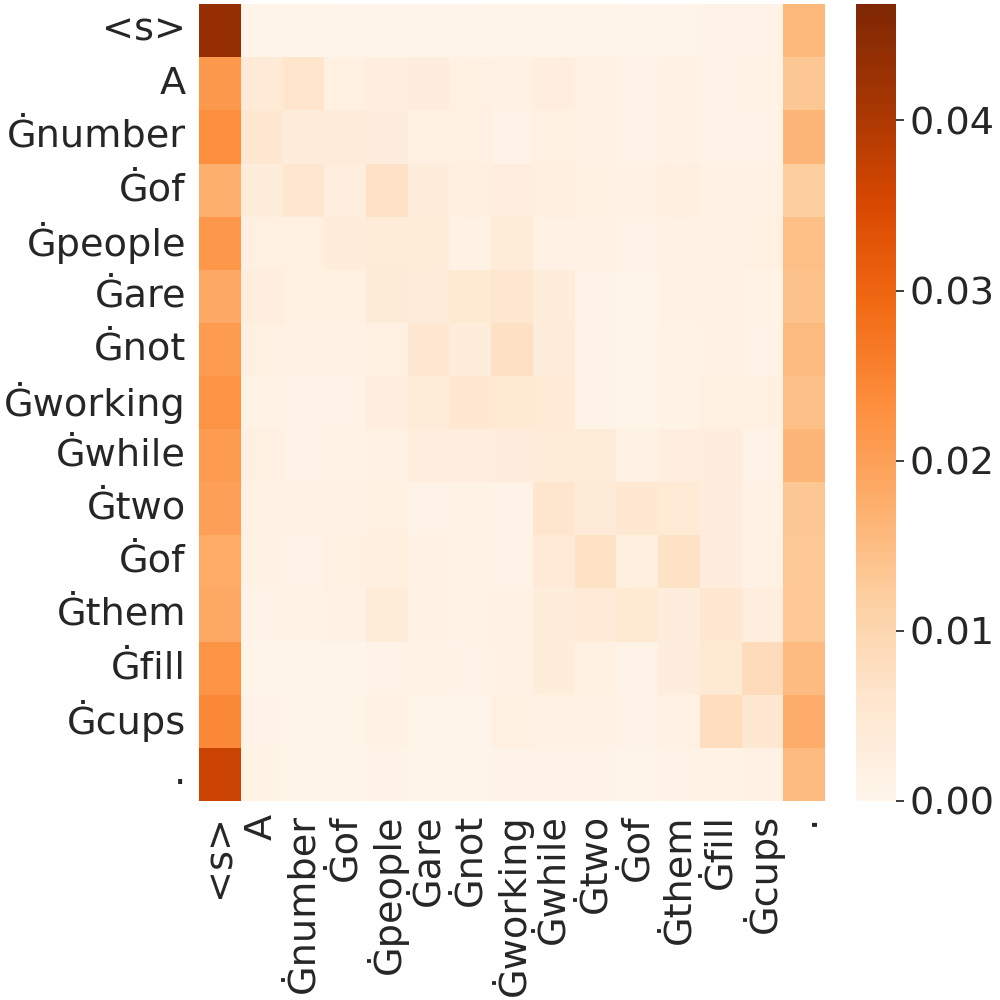 <s>
A
Ġnumber
Ġof
Ġpeople
Ġare
Ġnot
Ġworking
Ġwhile
Ġtwo
Ġof
Ġthem
Ġfill
Ġcups
.
<s>
A
Ġnumber
Ġof
Ġpeople
Ġare
Ġnot
Ġworking
Ġwhile
Ġtwo
Ġof
Ġthem
Ġfill
Ġcups
.
0.04
0.03
0.02
0.01
0.00